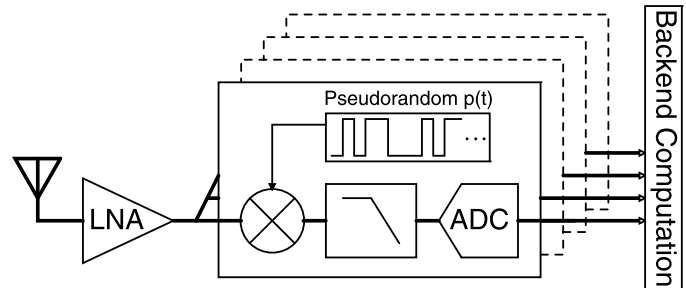 Pseudorandom p(t)
...
LNA
ADC
Backend Computation